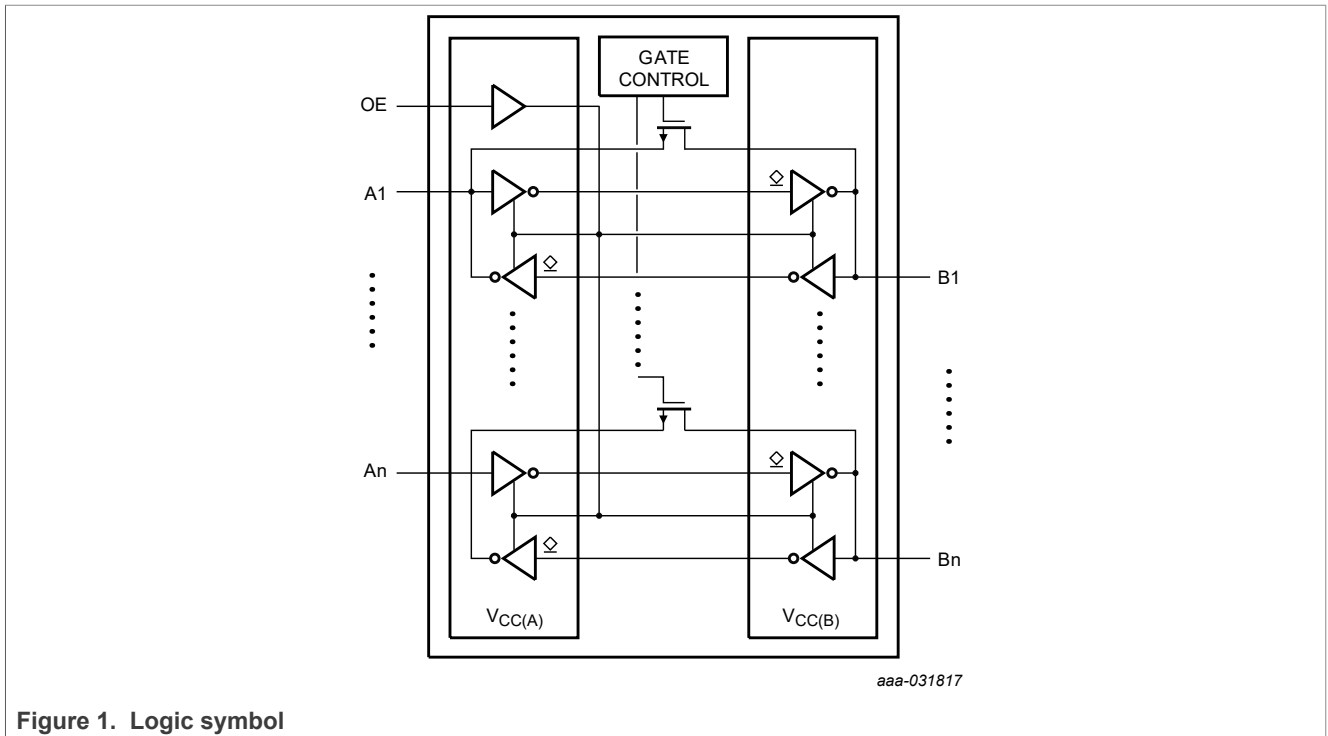 GATE
CONTROL
OE
A1
B1
An
Bn
VCC(A)
VCC(B)
aaa-031817
Figure 1. Logic symbol